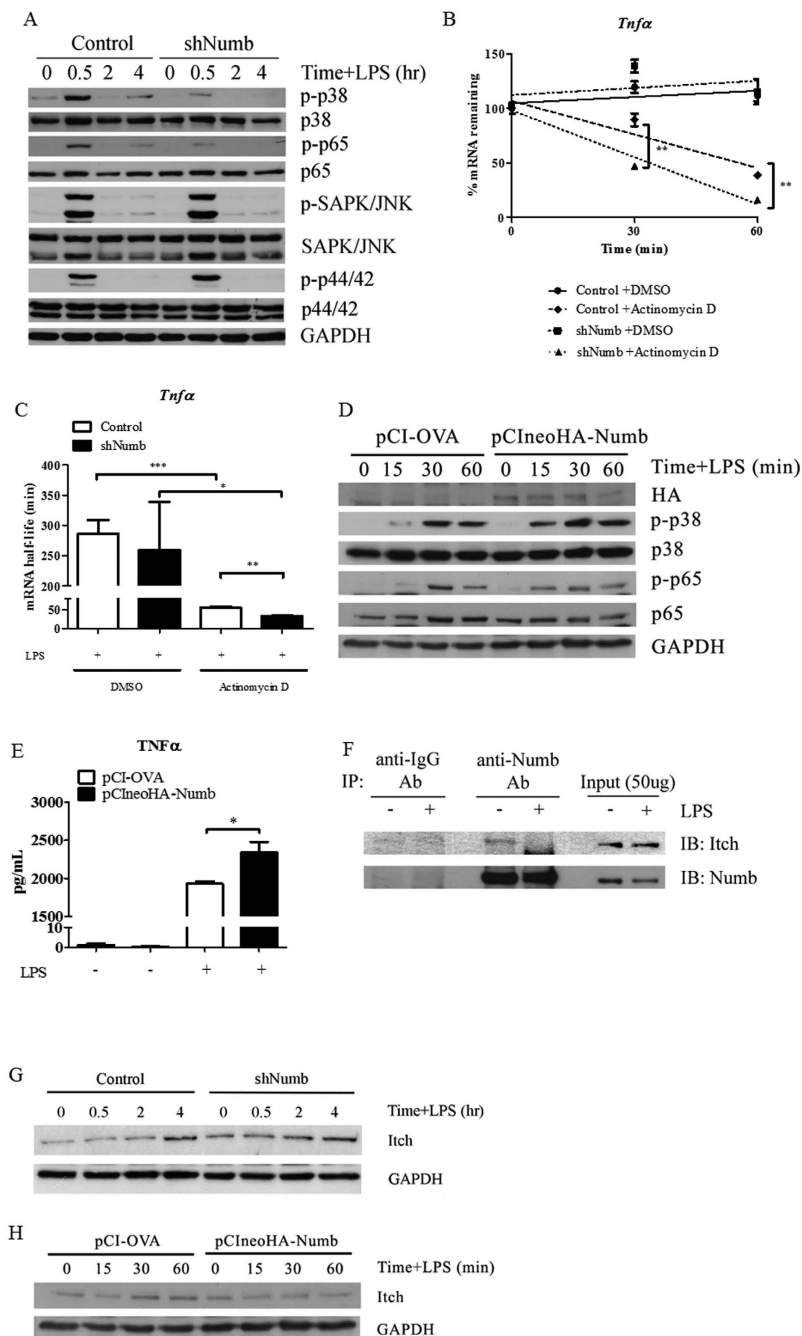 A
Control shNumb
0 0.5 2 4 0 0.5 2 4 Time+LPS (hr)
p-p38
p38
p-p65
p65
p-SAPK/JNK
SAPK/JNK
p-p44/42
p44/42
GAPDH
B
Tnfα
% mRNA remaining
150
100
50
0
**
**
0 30 60
Time (min)
Control +DMSO
Control +Actinomycin D
shNumb +DMSO
shNumb +Actinomycin D
C
Tnfα
Control
shNumb
mRNA half-life (min)
400
350
300
250
200
50
0
***
*
**
LPS + + + +
DMSO Actinomycin D
D
pCI-OVA pCIneoHA-Numb
0 15 30 60 0 15 30 60 Time+LPS (min)
HA
p-p38
p38
p-p65
p65
GAPDH
E
TNFα
pCI-OVA
pCIneoHA-Numb
pg/mL
3000
2500
2000
1500
10
0
*
LPS - - + +
F
IP: anti-IgG Ab anti-Numb Ab Input (50ug)
- + - + - + LPS
IB: Itch
IB: Numb
G
Control shNumb
0 0.5 2 4 0 0.5 2 4 Time+LPS (hr)
Itch
GAPDH
H
pCI-OVA pCIneoHA-Numb
0 15 30 60 0 15 30 60 Time+LPS (min)
Itch
GAPDH